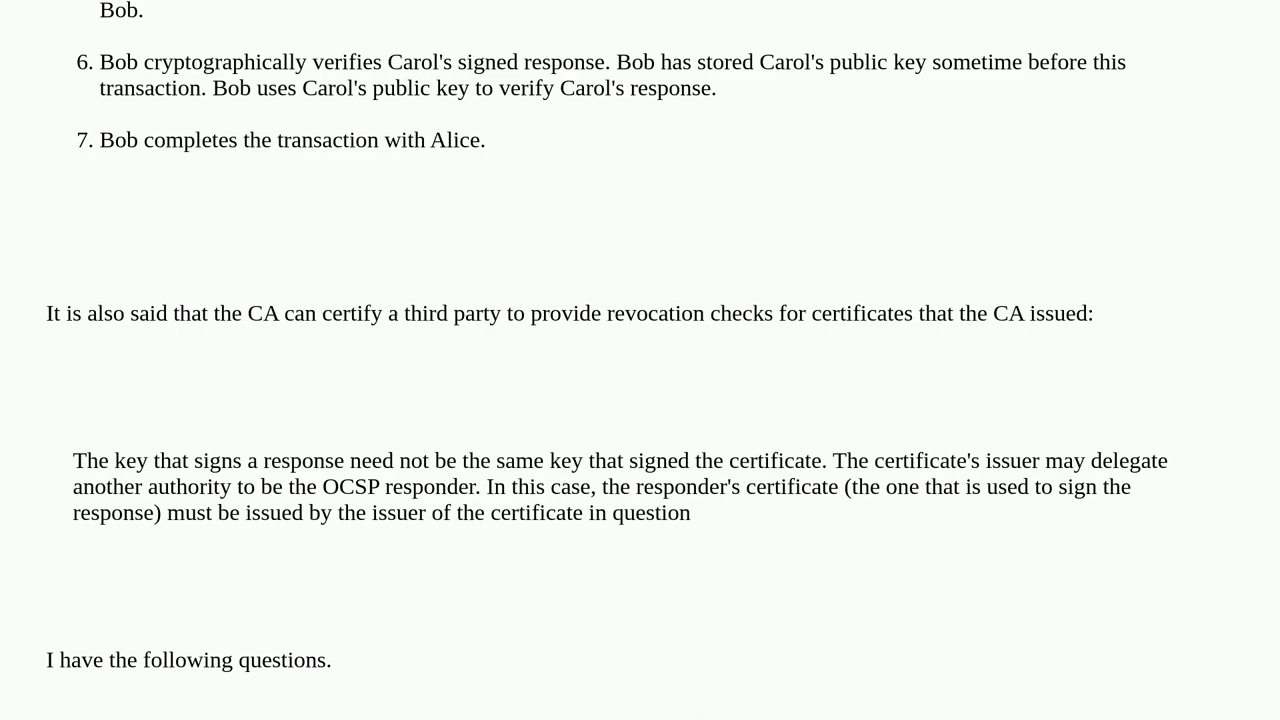 Bob.
6. Bob cryptographically verifies Carol's signed response. Bob has stored Carol's public key sometime before this
transaction. Bob uses Carol's public key to verify Carol's response.
7. Bob completes the transaction with Alice.
It is also said that the CA can certify a third party to provide revocation checks for certificates that the CA issued:
The key that signs a response need not be the same key that signed the certificate. The certificate's issuer may delegate
another authority to be the OCSP responder. In this case, the responder's certificate (the one that is used to sign the
response) must be issued by the issuer of the certificate in question
I have the following questions.